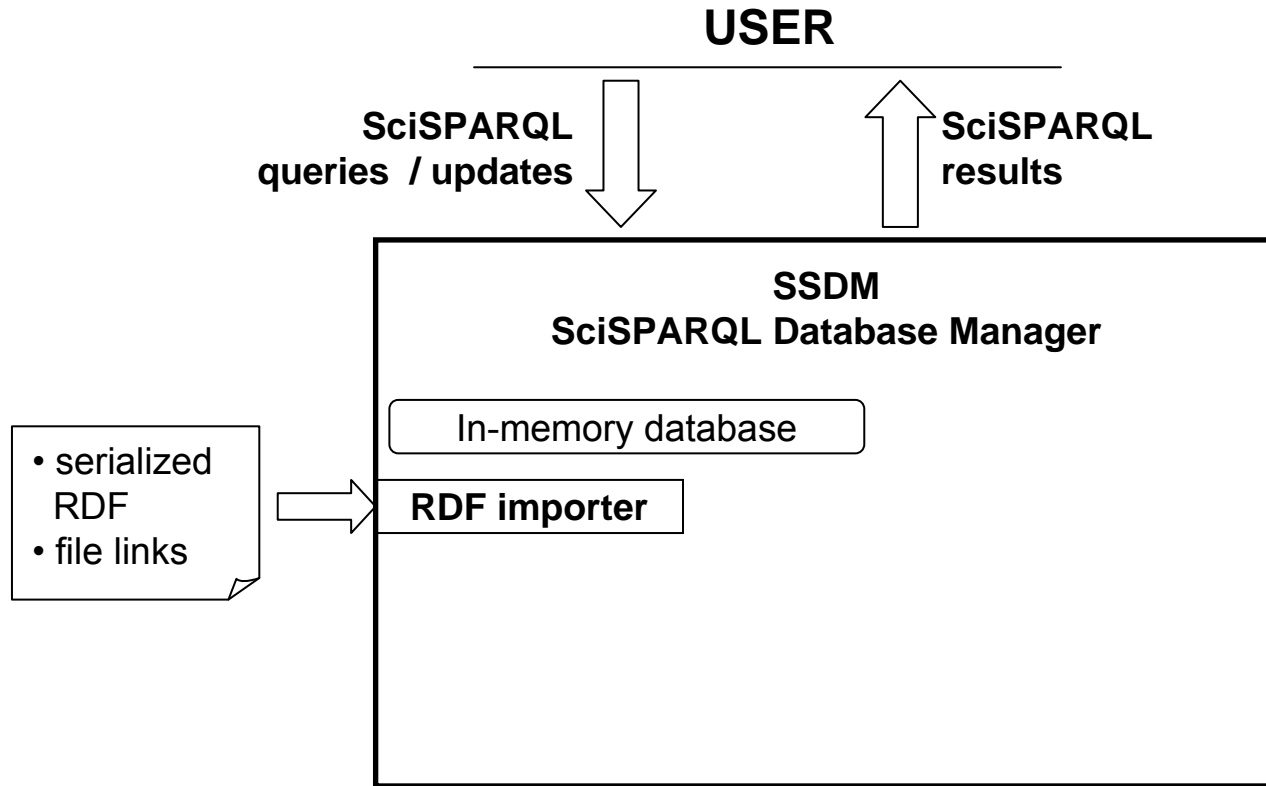 USER
SciSPARQL
queries / updates
SciSPARQL
results
SSDM
SciSPARQL Database Manager
In-memory database
• serialized
RDF
• file links
RDF importer